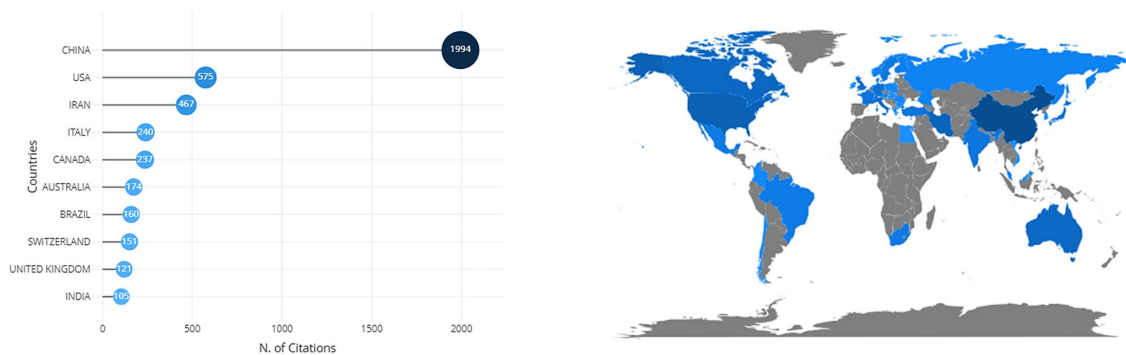 CHINA 1994
USA 575
IRAN 467
ITALY 240
CANADA 237
AUSTRALIA 174
BRAZIL 160
SWITZERLAND 151
UNITED KINGDOM 121
INDIA 105
Countries
0 500 1000 1500 2000
N. of Citations